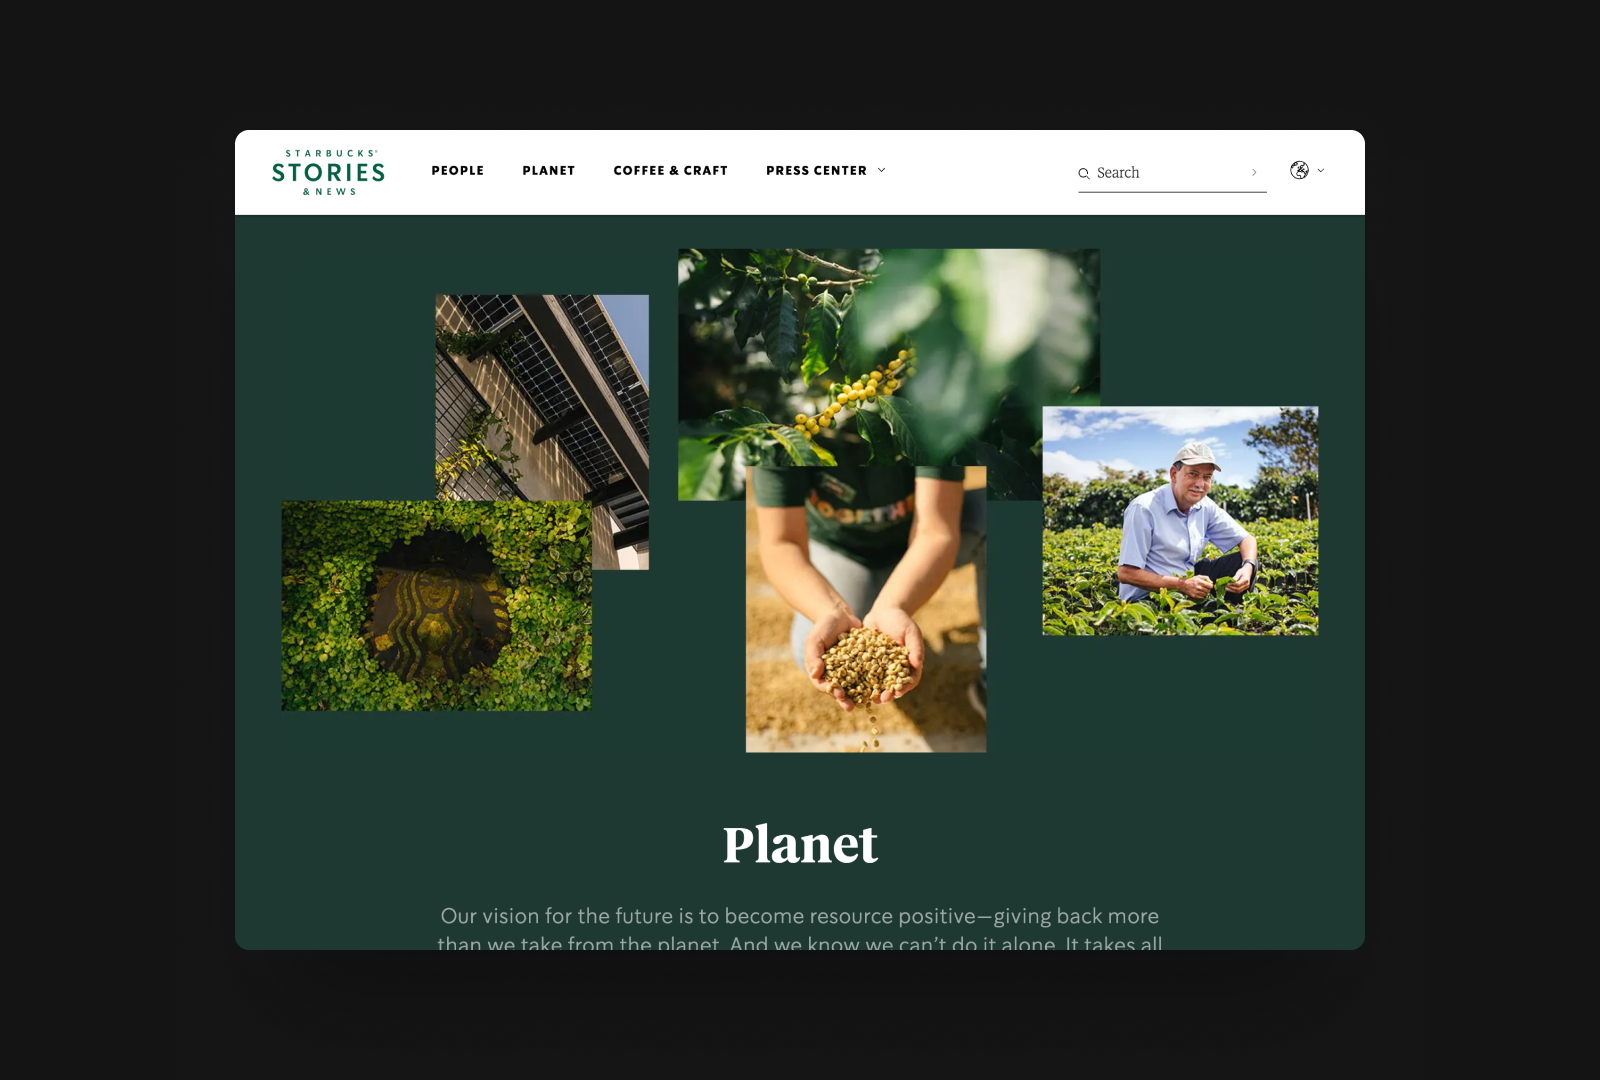 STARBUCKS®
STORIES
& NEWS
PEOPLE
PLANET
COFFEE & CRAFT
PRESS CENTER
Search
TOGETHER
Planet
Our vision for the future is to become resource positive—giving back more
than we take from the planet. And we know we can’t do it alone. It takes all